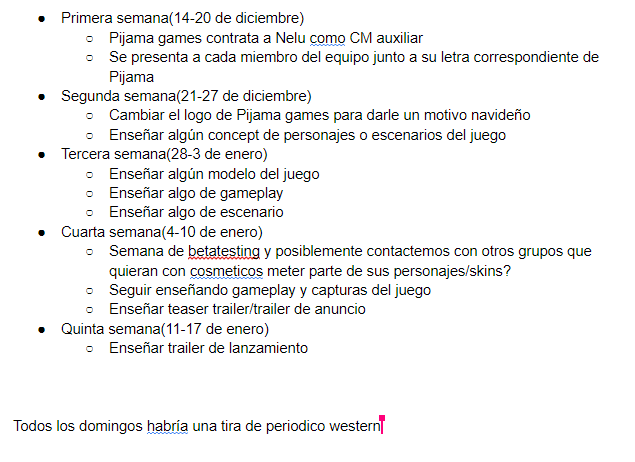 ● Primera semana(14-20 de diciembre)
○ Pijama games contrata a Nelu como CM auxiliar
○ Se presenta a cada miembro del equipo junto a su letra correspondiente de
Pijama
● Segunda semana(21-27 de diciembre)
○ Cambiar el logo de Pijama games para darle un motivo navideño
○ Enseñar algún concept de personajes o escenarios del juego
● Tercera semana(28-3 de enero)
○ Enseñar algún modelo del juego
○ Enseñar algo de gameplay
○ Enseñar algo de escenario
● Cuarta semana(4-10 de enero)
○ Semana de betatesting y posiblemente contactemos con otros grupos que
quieran con cosmeticos meter parte de sus personajes/skins?
○ Seguir enseñando gameplay y capturas del juego
○ Enseñar teaser trailer/trailer de anuncio
● Quinta semana(11-17 de enero)
○ Enseñar trailer de lanzamiento
Todos los domingos habría una tira de periodico western